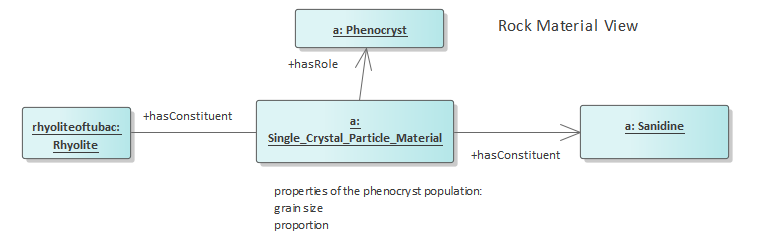 a: Phenocryst
Rock Material View
+hasRole
rhyoliteoftubac:
Rhyolite
+hasConstituent
a:
Single_Crystal_Particle_Material
+hasConstituent
a: Sanidine
properties of the phenocryst population:
grain size
proportion